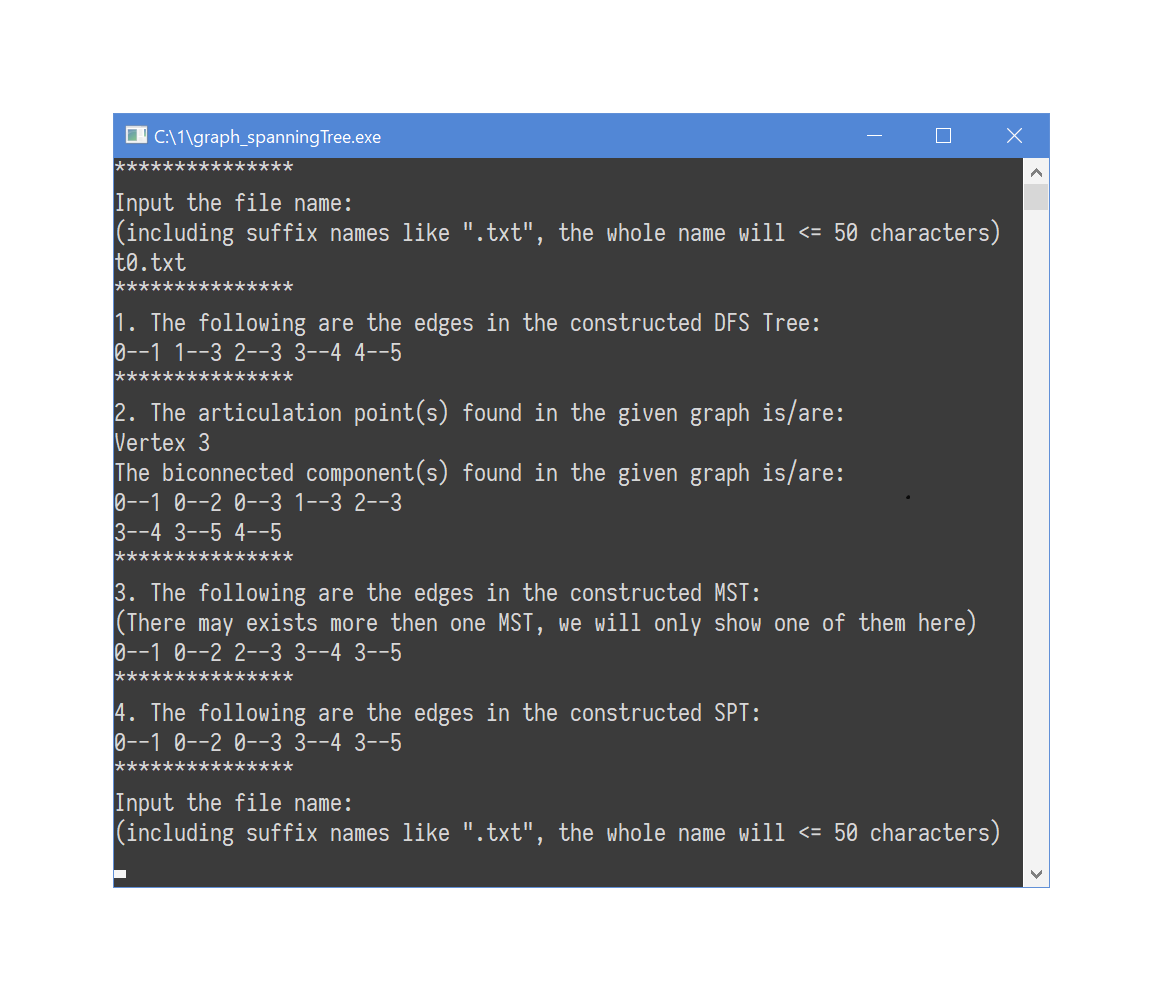 C:\1\graph_spanningTree.exe
***************
Input the file name:
(including suffix names like ".txt", the whole name will <= 50 characters)
t0.txt
***************
1. The following are the edges in the constructed DFS Tree:
0--1 1--3 2--3 3--4 4--5
***************
2. The articulation point(s) found in the given graph is/are:
Vertex 3
The biconnected component(s) found in the given graph is/are:
0--1 0--2 0--3 1--3 2--3
3--4 3--5 4--5
***************
3. The following are the edges in the constructed MST:
(There may exists more then one MST, we will only show one of them here)
0--1 0--2 2--3 3--4 3--5
***************
4. The following are the edges in the constructed SPT:
0--1 0--2 0--3 3--4 3--5
***************
Input the file name:
(including suffix names like ".txt", the whole name will <= 50 characters)